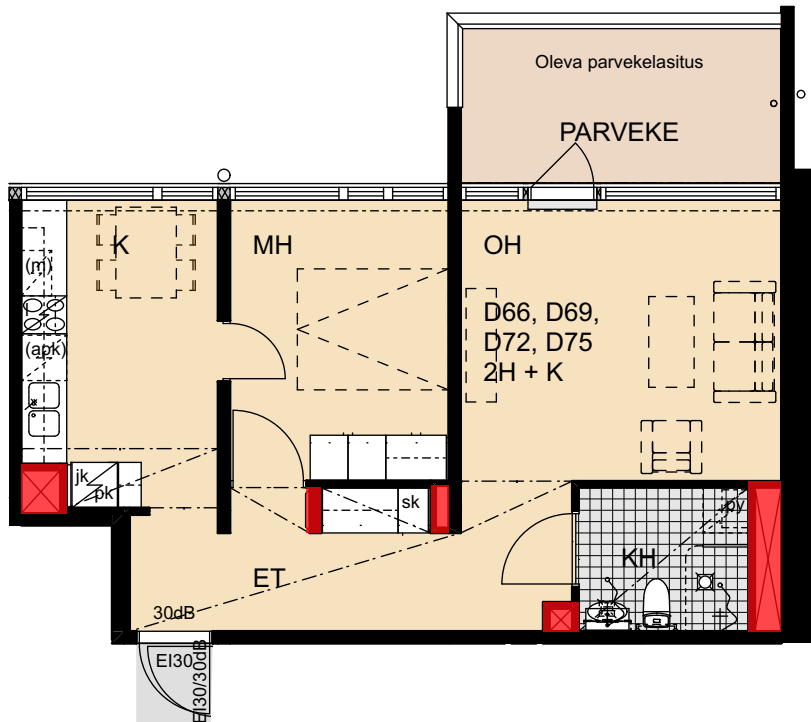 Oleva parvekelasitus
PARVEKE
K
MH
OH
(m)
D66, D69,
D72, D75
2H + K
(apk)
jk
pk
sk
py
KH
ET
30dB
EI30
EI30/30dB